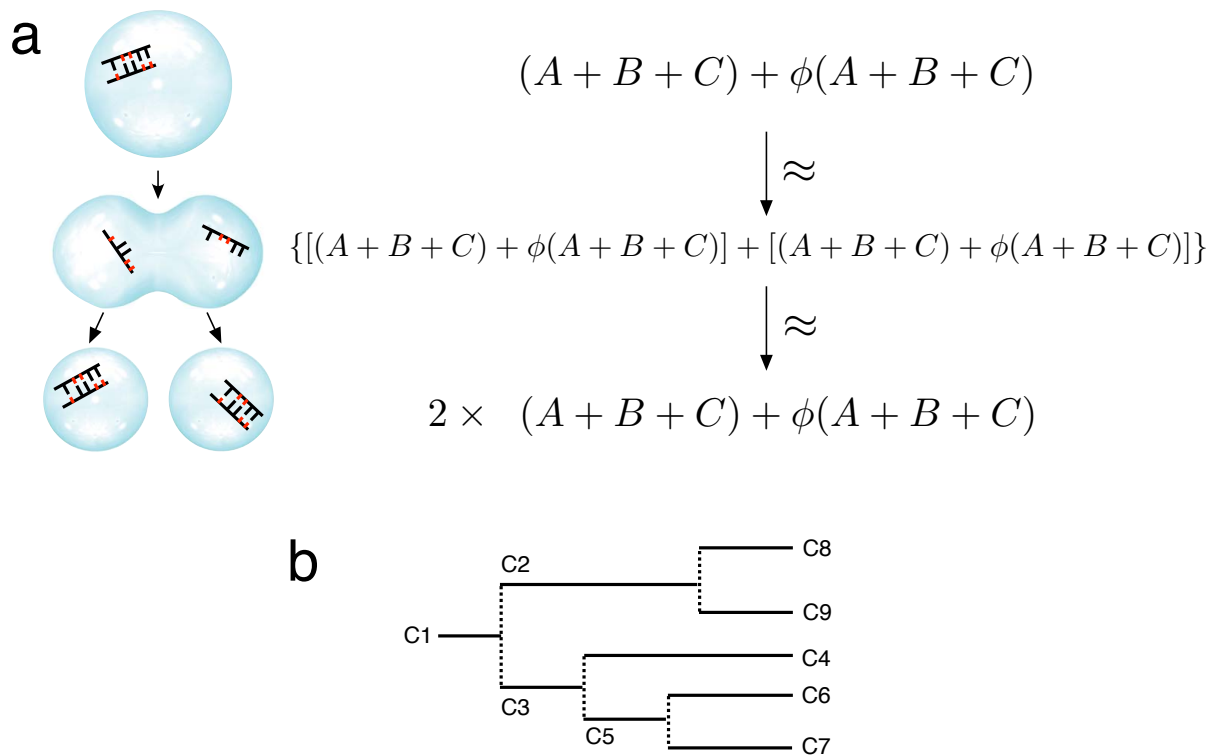 a
(A + B + C) + ϕ(A + B + C)
≈
{[(A + B + C) + ϕ(A + B + C)] + [(A + B + C) + ϕ(A + B + C)]}
≈
2 × (A + B + C) + ϕ(A + B + C)
b
C2
C8
C9
C1
C4
C3
C6
C5
C7